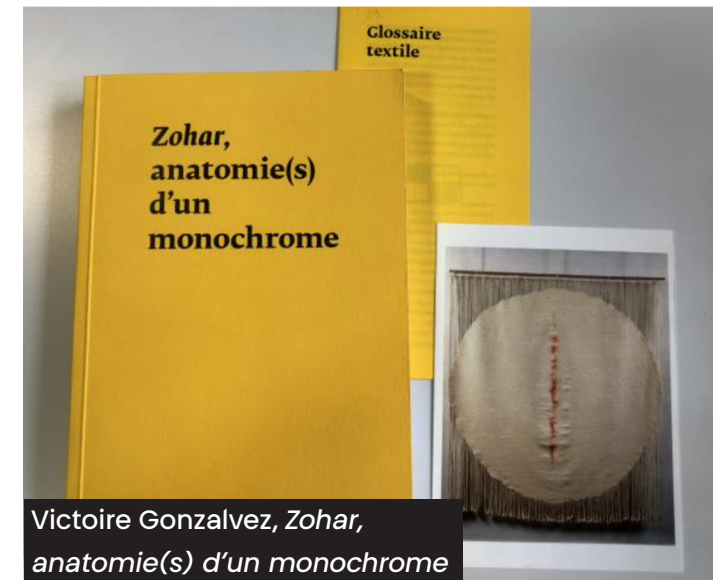 Glossaire
textile
Zohar,
anatomie(s)
d'un
monochrome
Victoire Gonzalvez, Zohar,
anatomie(s) d'un monochrome